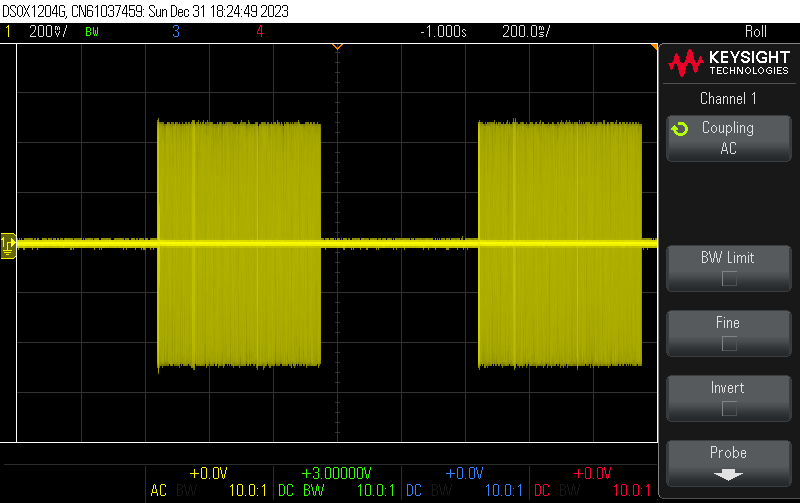 DSOX1204G, CN61037459: Sun Dec 31 18:24:49 2023
1 200mV/ BW 3 4 -1.000s 200.0ms/ Roll
KEYSIGHT
TECHNOLOGIES
Channel 1
Coupling
AC
BW Limit
Fine
Invert
Probe
1
+0.0V +3.00000V +0.0V +0.0V
AC BW 10.0:1 DC BW 10.0:1 DC BW 10.0:1 DC BW 10.0:1